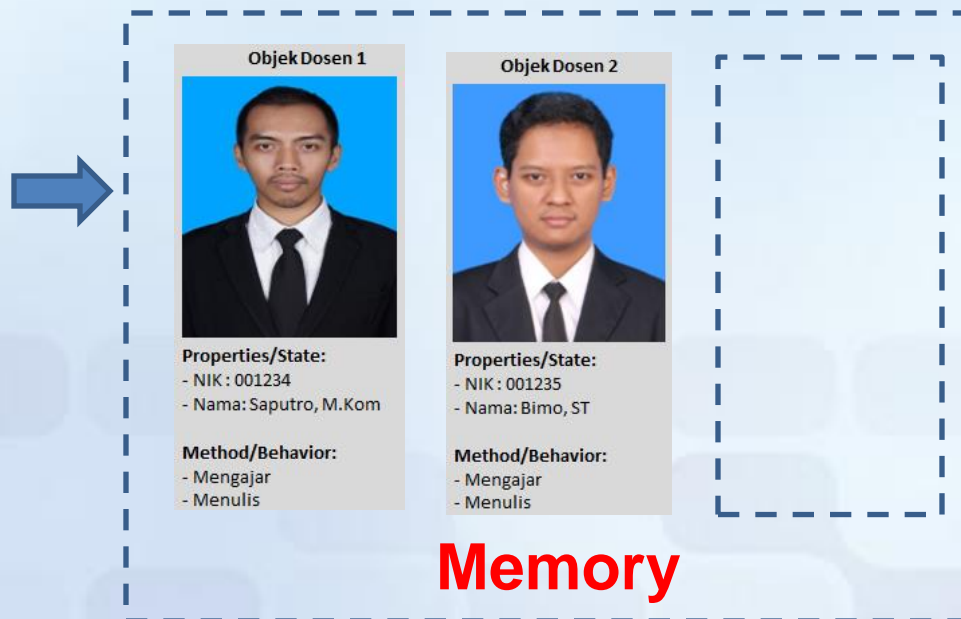 Objek Dosen 1
Properties/State:
- NIK : 001234
- Nama: Saputro, M.Kom
Method/Behavior:
- Mengajar
- Menulis
Objek Dosen 2
Properties/State:
- NIK : 001235
- Nama: Bimo, ST
Method/Behavior:
- Mengajar
- Menulis
Memory